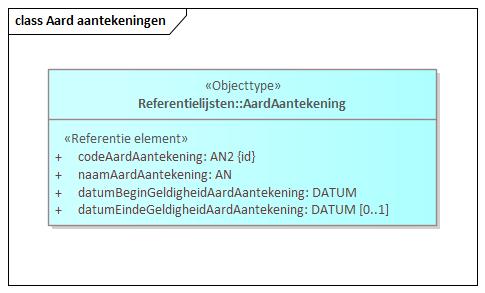 class Aard aantekeningen
«Objecttype»
Referentielijsten::AardAantekening
«Referentie element»
+ codeAardAantekening: AN2 {id}
+ naamAardAantekening: AN
+ datumBeginGeldigheidAardAantekening: DATUM
+ datumEindeGeldigheidAardAantekening: DATUM [0..1]